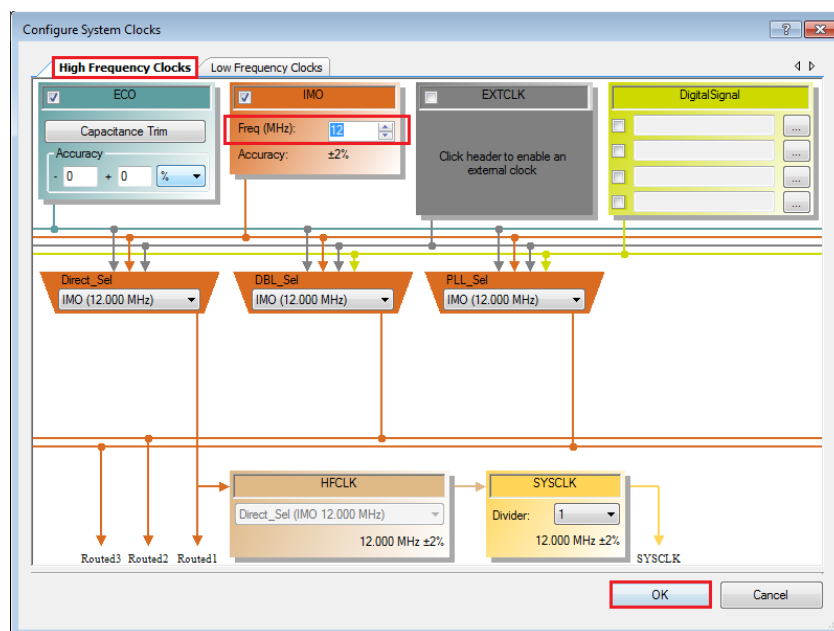 Configure System Clocks
High Frequency Clocks
Low Frequency Clocks
ECO
Capacitance Trim
Accuracy
- 0 + 0 %
IMO
Freq (MHz): 12
Accuracy: ±2%
EXTCLK
Click header to enable an
external clock
DigitalSignal
...
...
...
...
Direct_Sel
IMO (12.000 MHz)
DBL_Sel
IMO (12.000 MHz)
PLL_Sel
IMO (12.000 MHz)
HFCLK
Direct_Sel (IMO 12.000 MHz)
12.000 MHz ±2%
SYSCLK
Divider: 1
12.000 MHz ±2%
Routed3 Routed2 Routed1
SYSCLK
OK
Cancel